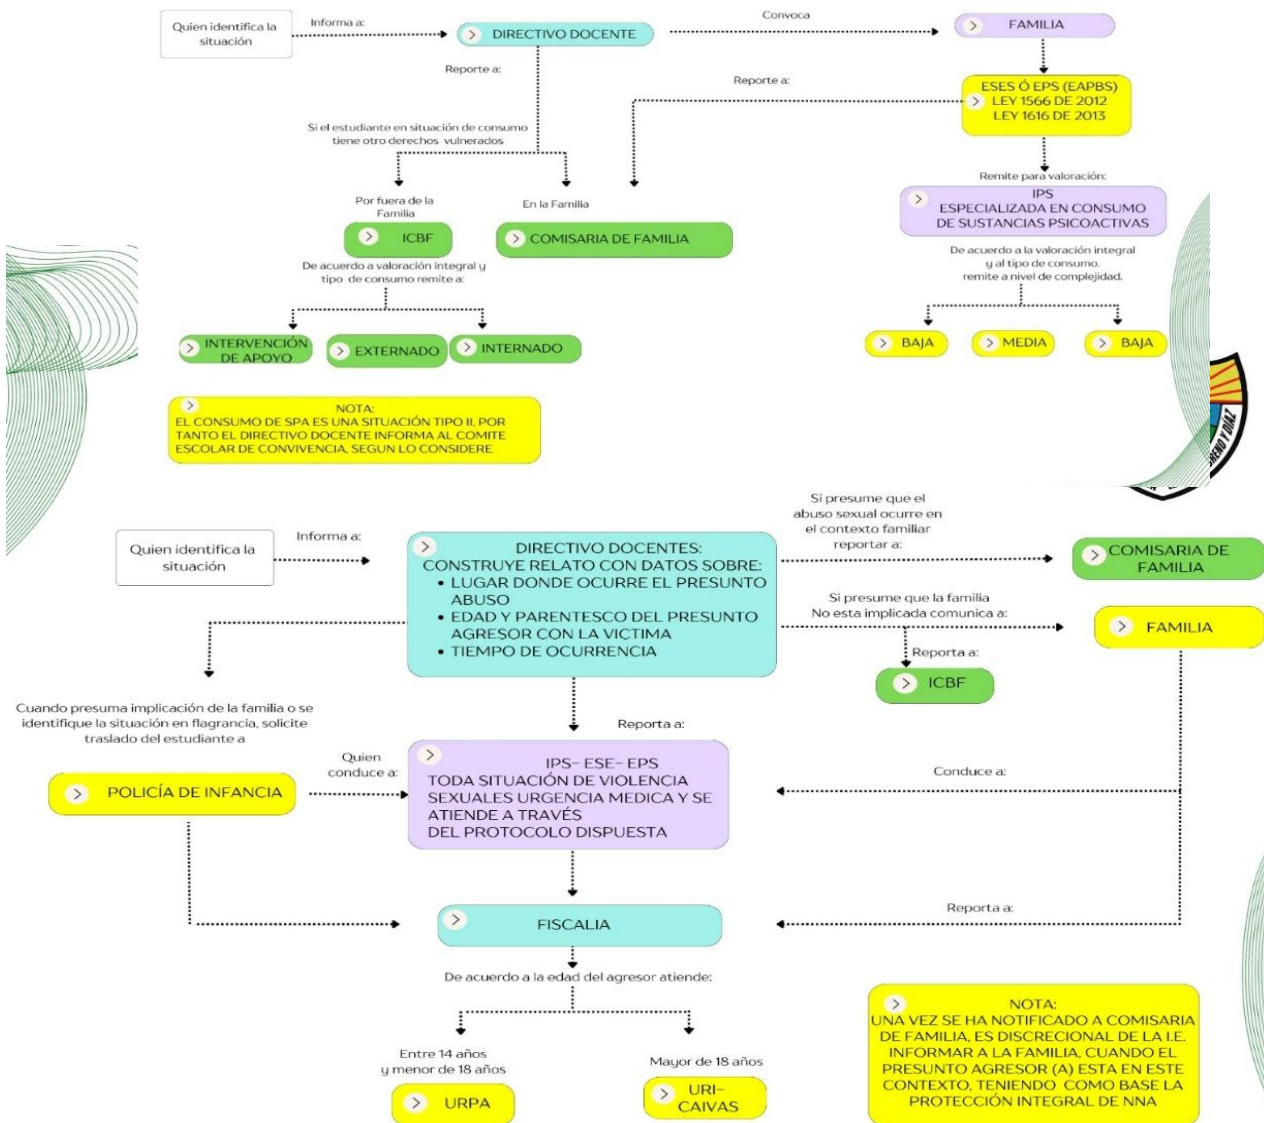 Quien identifica la
situación
Informa a:
DIRECTIVO DOCENTE
Convoca
FAMILIA
Reporte a:
Reporte a:
ESES Ó EPS (EAPBS)
LEY 1566 DE 2012
LEY 1616 DE 2013
Si el estudiante en situación de consumo
tiene otro derechos vulnerados
Remite para valoración:
IPS
ESPECIALIZADA EN CONSUMO
DE SUSTANCIAS PSICOACTIVAS
Por fuera de la
Familia
En la Familia
ICBF
COMISARIA DE FAMILIA
De acuerdo a valoración integral y
tipo de consumo remite a:
De acuerdo a la valoración integral
y al tipo de consumo.
remite a nivel de complejidad.
INTERVENCIÓN
DE APOYO
EXTERNADO
INTERNADO
BAJA
MEDIA
BAJA
NOTA:
EL CONSUMO DE SPA ES UNA SITUACIÓN TIPO II, POR
TANTO EL DIRECTIVO DOCENTE INFORMA AL COMITE
ESCOLAR DE CONVIVENCIA, SEGUN LO CONSIDERE
Y DÍAZ
Quien identifica la
situación
Informa a:
DIRECTIVO DOCENTES:
CONSTRUYE RELATO CON DATOS SOBRE:
• LUGAR DONDE OCURRE EL PRESUNTO
ABUSO
• EDAD Y PARENTESCO DEL PRESUNTO
AGRESOR CON LA VICTIMA
• TIEMPO DE OCURRENCIA
Si presume que el
abuso sexual ocurre en
el contexto familiar
reportar a:
COMISARIA DE
FAMILIA
Si presume que la familia
No esta implicada comunica a:
FAMILIA
Reporta a:
ICBF
Cuando presuma implicación de la familia o se
identifique la situación en flagrancia, solicite
traslado del estudiante a
Reporta a:
POLICÍA DE INFANCIA
Quien
conduce a:
IPS- ESE- EPS
TODA SITUACIÓN DE VIOLENCIA
SEXUALES URGENCIA MEDICA Y SE
ATIENDE A TRAVÉS
DEL PROTOCOLO DISPUESTA
Conduce a:
FISCALIA
Reporta a:
De acuerdo a la edad del agresor atiende:
Entre 14 años
y menor de 18 años
URPA
Mayor de 18 años
URI-
CAIVAS
NOTA:
UNA VEZ SE HA NOTIFICADO A COMISARIA
DE FAMILIA, ES DISCRECIONAL DE LA I.E.
INFORMAR A LA FAMILIA, CUANDO EL
PRESUNTO AGRESOR (A) ESTA EN ESTE
CONTEXTO, TENIENDO COMO BASE LA
PROTECCIÓN INTEGRAL DE NNA